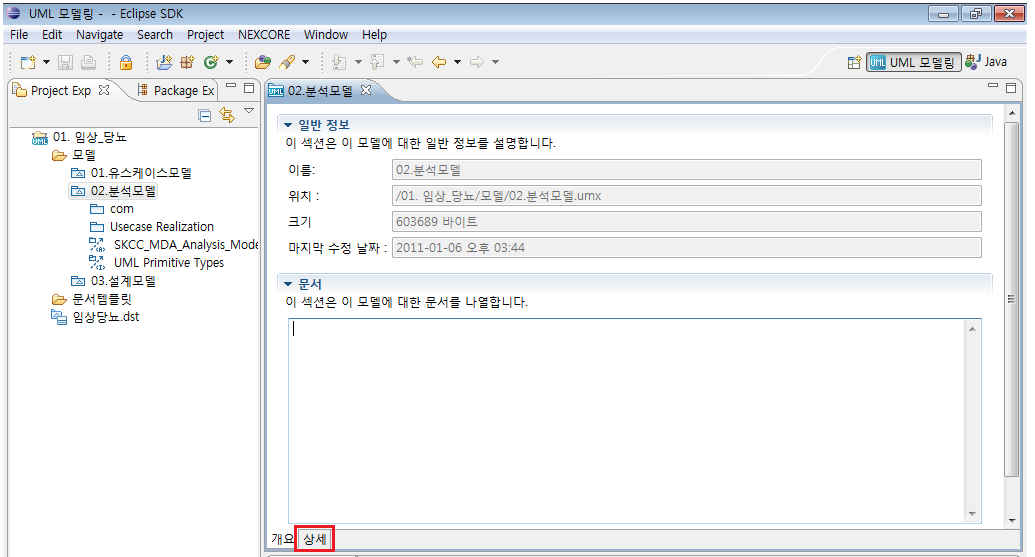 UML 모델링 - - Eclipse SDK
File Edit Navigate Search Project NEXCORE Window Help
UML UML 모델링 Java
Project Exp Package Ex
UML 02.분석모델
UML 01. 임상_당뇨
모델
01.유스케이스모델
02.분석모델
com
Usecase Realization
SKCC_MDA_Analysis_Mode
UML Primitive Types
03.설계모델
문서템플릿
임상당뇨.dst
일반 정보
이 섹션은 이 모델에 대한 일반 정보를 설명합니다.
이름: 02.분석모델
위치 : /01. 임상_당뇨/모델/02.분석모델.umx
크기 603689 바이트
마지막 수정 날짜 : 2011-01-06 오후 03:44
문서
이 섹션은 이 모델에 대한 문서를 나열합니다.
개요 상세